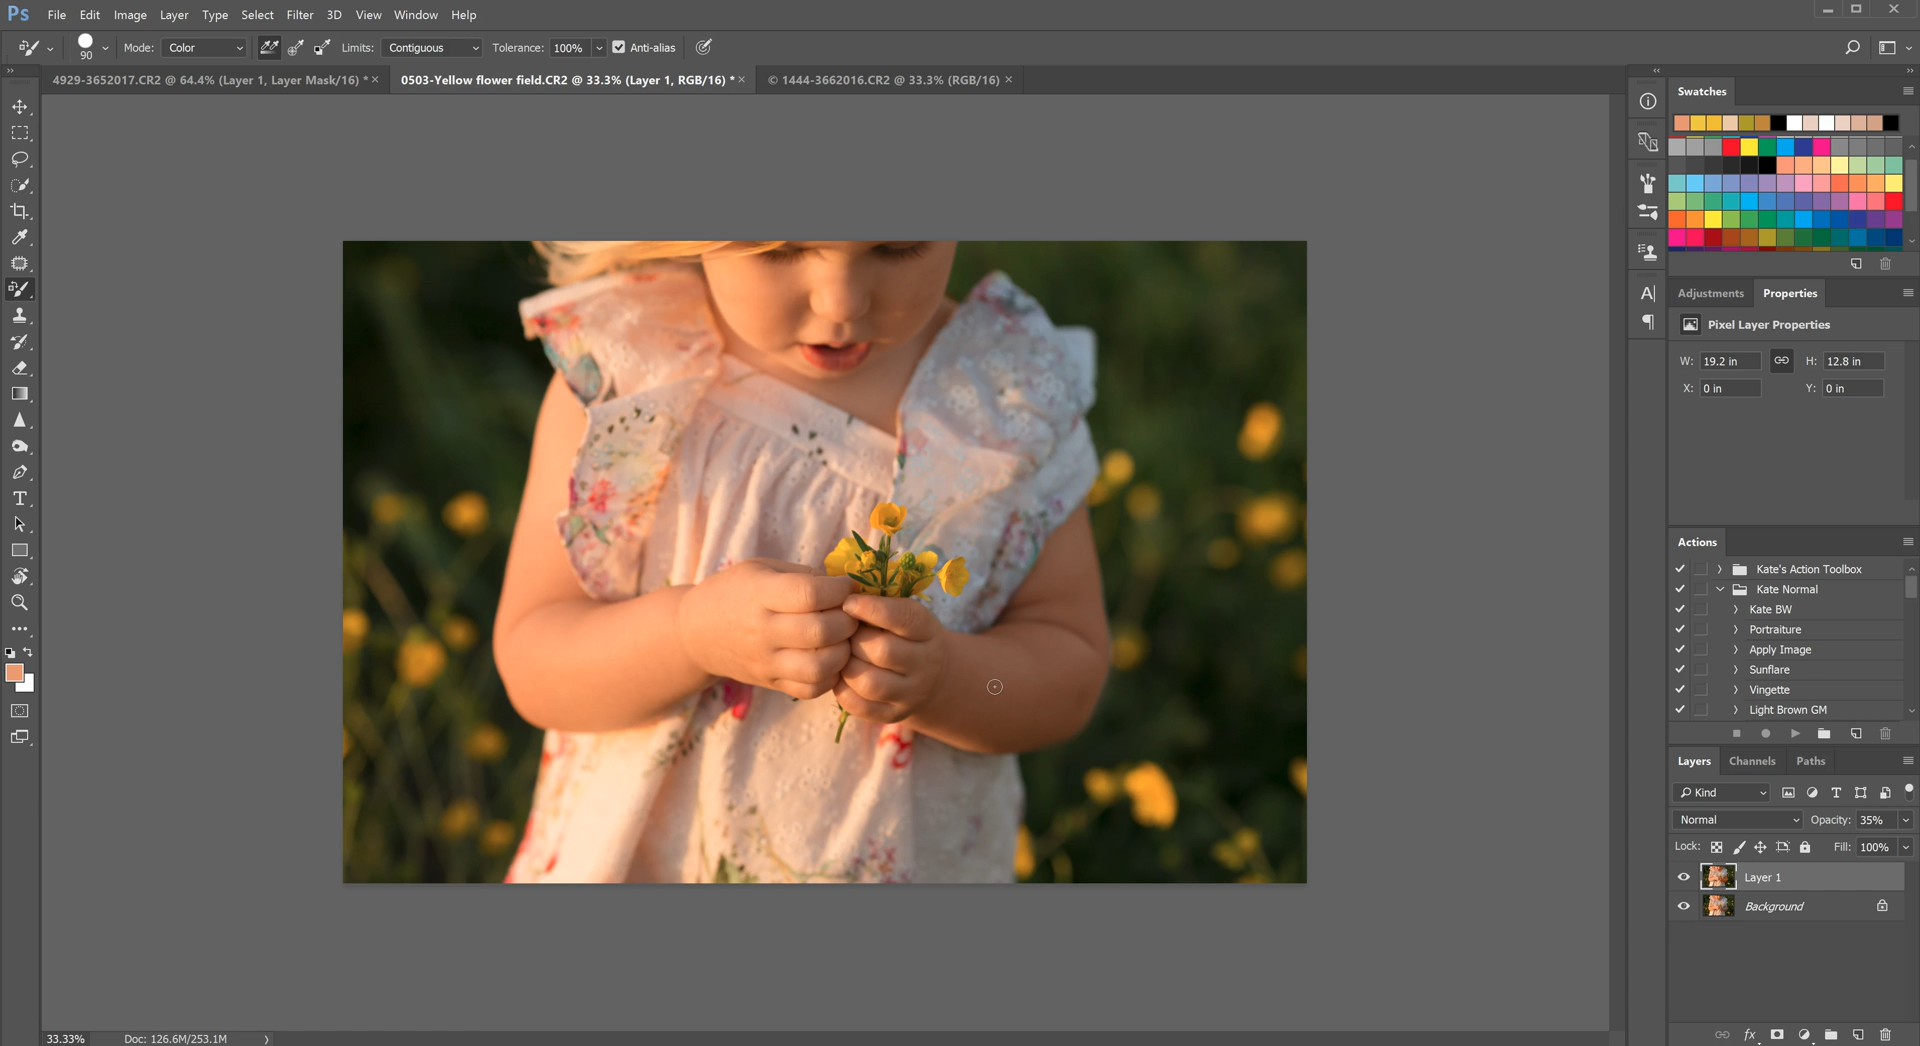 Ps File Edit Image Layer Type Select Filter 3D View Window Help
90 Mode: Color Limits: Contiguous Tolerance: 100% Anti-alias
4929-3652017.CR2 @ 64.4% (Layer 1, Layer Mask/16) * × 0503-Yellow flower field.CR2 @ 33.3% (Layer 1, RGB/16) * × © 1444-3662016.CR2 @ 33.3% (RGB/16) ×
Swatches
Adjustments Properties
Pixel Layer Properties
W: 19.2 in H: 12.8 in
X: 0 in Y: 0 in
Actions
Kate's Action Toolbox
Kate Normal
Kate BW
Portraiture
Apply Image
Sunflare
Vingette
Light Brown GM
Layers Channels Paths
Kind
Normal Opacity: 35%
Lock: Fill: 100%
Layer 1
Background
fx
33.33% Doc: 126.6M/253.1M